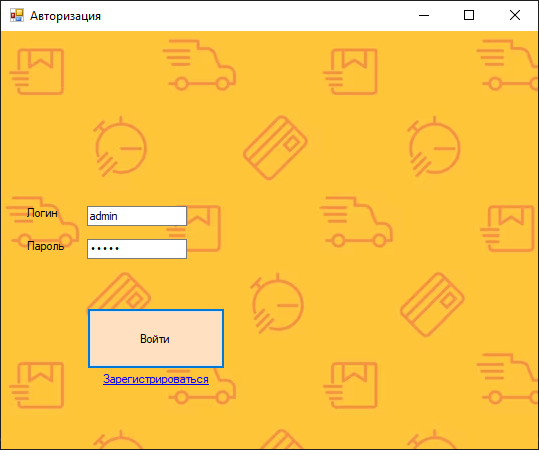 Авторизация
Логин
admin
Пароль
•••••
Войти
Зарегистрироваться